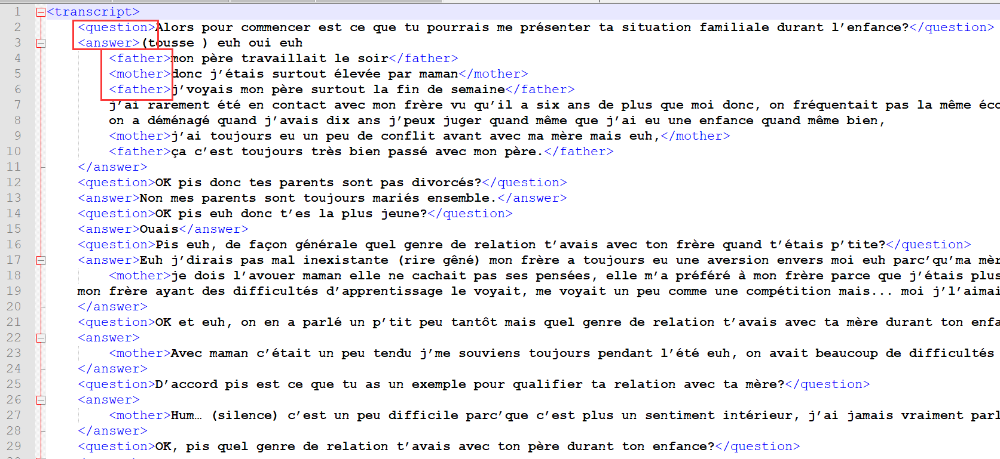 1 <transcript>
2 <question>Alors pour commencer est ce que tu pourrais me présenter ta situation familiale durant l’enfance?</question>
3 <answer>(tousse ) euh oui euh
4 <father>mon père travaillait le soir</father>
5 <mother>donc j’étais surtout élevée par maman</mother>
6 <father>j’voyais mon père surtout la fin de semaine</father>
7 j’ai rarement été en contact avec mon frère vu qu’il a six ans de plus que moi donc, on fréquentait pas la même
8 on a déménagé quand j’avais dix ans j’peux juger quand même que j’ai eu une enfance quand même bien,
9 <mother>j’ai toujours eu un peu de conflit avant avec ma mère mais euh,</mother>
10 <father>ça c’est toujours très bien passé avec mon père.</father>
11 </answer>
12 <question>OK pis donc tes parents sont pas divorcés?</question>
13 <answer>Non mes parents sont toujours mariés ensemble.</answer>
14 <question>OK pis euh donc t’es la plus jeune?</question>
15 <answer>Ouais</answer>
16 <question>Pis euh, de façon générale quel genre de relation t’avais avec ton frère quand t’étais p’tite?</question>
17 <answer>Euh j’dirais pas mal inexistante (rire gêné) mon frère a toujours eu une aversion envers moi euh parc’qu’ma
18 <mother>je dois l’avouer maman elle ne cachait pas ses pensées, elle m’a préféré à mon frère parce que j’étais plus
19 mon frère ayant des difficultés d’apprentissage le voyait, me voyait un peu comme une compétition mais... moi j’l’aimai
20 </answer>
21 <question>OK et euh, on en a parlé un p’tit peu tantôt mais quel genre de relation t’avais avec ta mère durant ton
22 <answer>
23 <mother>Avec maman c’était un peu tendu j’me souviens toujours pendant l’été euh, on avait beaucoup de difficultés
24 </answer>
25 <question>D’accord pis est ce que tu as un exemple pour qualifier ta relation avec ta mère?</question>
26 <answer>
27 <mother>Hum… (silence) c’est un peu difficile parc’que c’est plus un sentiment intérieur, j’ai jamais vraiment
28 </answer>
29 <question>OK, pis quel genre de relation t’avais avec ton père durant ton enfance?</question>